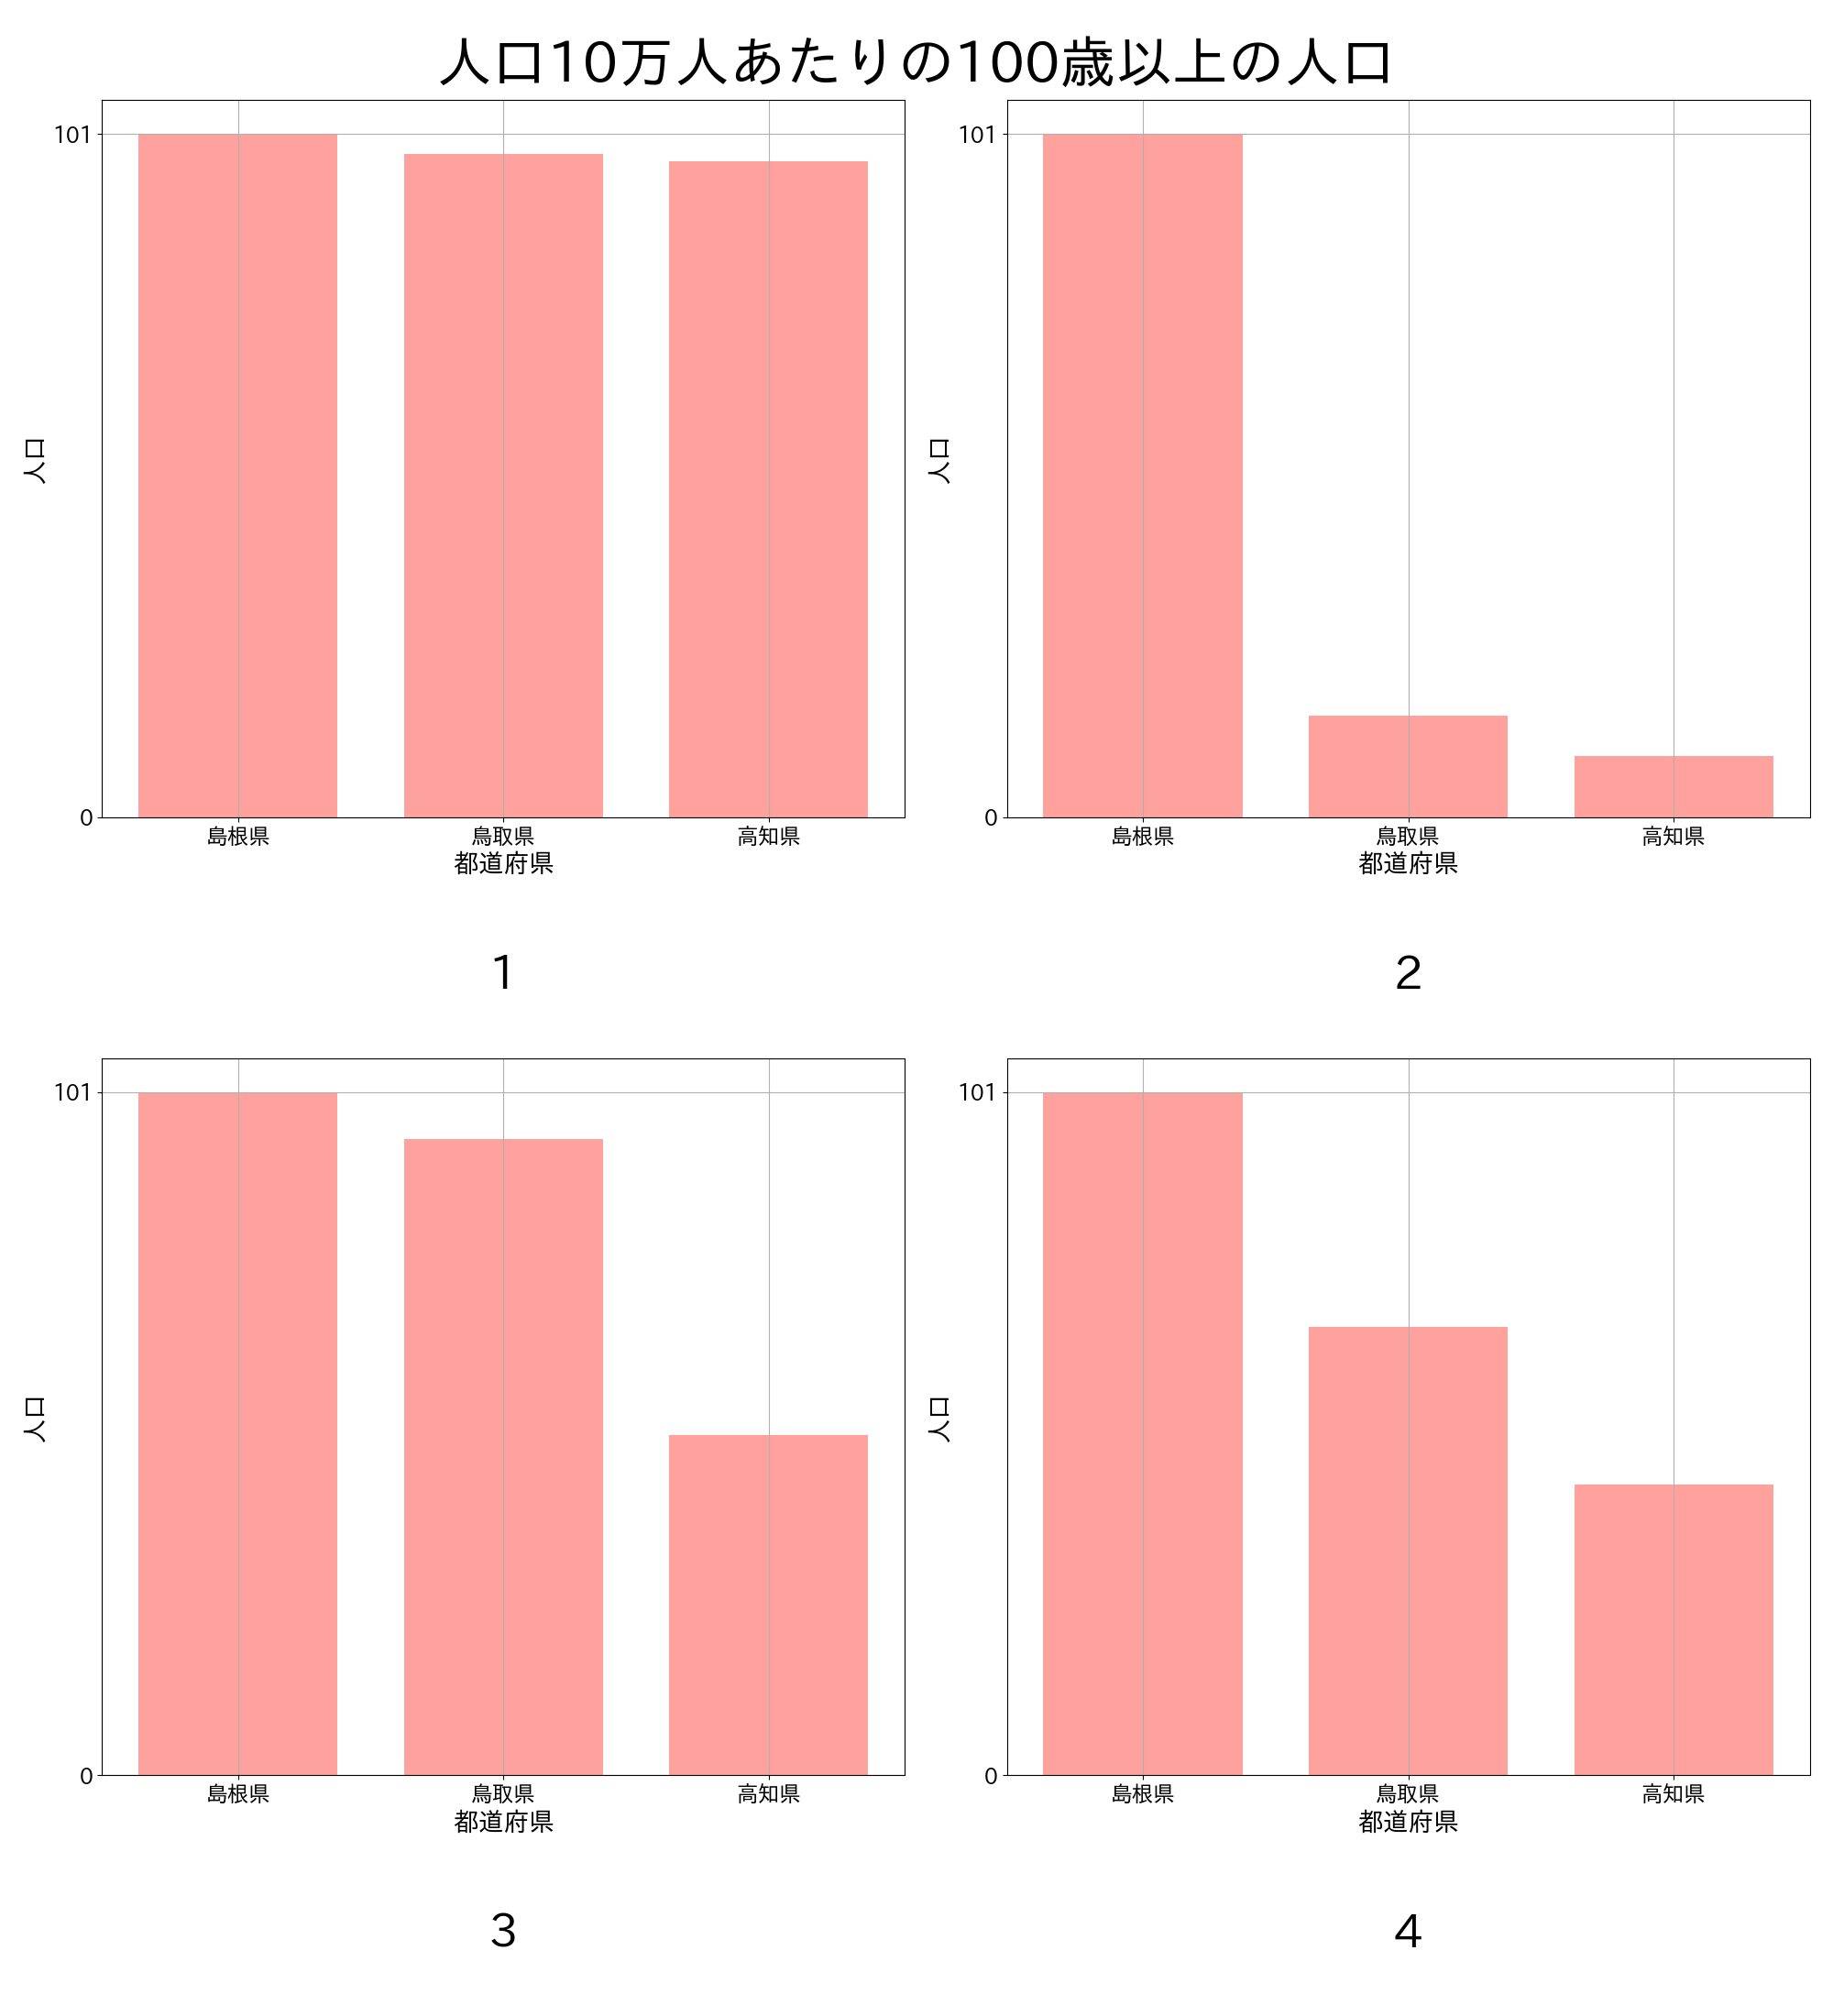 人口10万人あたりの100歳以上の人口
101
人口
0
島根県 鳥取県 高知県
都道府県
1
101
人口
0
島根県 鳥取県 高知県
都道府県
2
101
人口
0
島根県 鳥取県 高知県
都道府県
3
101
人口
0
島根県 鳥取県 高知県
都道府県
4